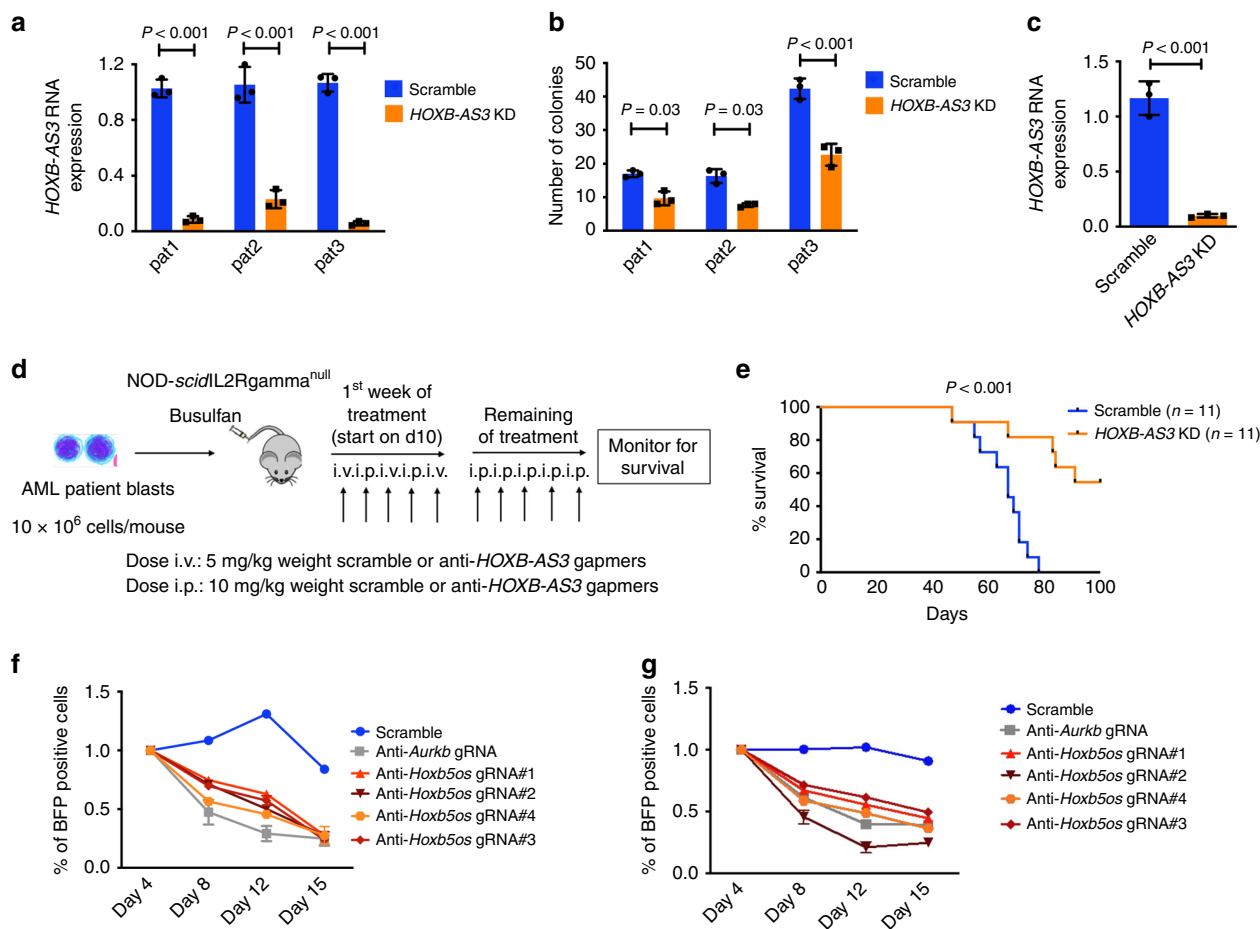 a
P < 0.001
P < 0.001
P < 0.001
HOXB-AS3 RNA
expression
1.2
0.8
0.4
0.0
pat1
pat2
pat3
Scramble
HOXB-AS3 KD
b
Number of colonies
50
40
30
20
10
0
P = 0.03
P = 0.03
P < 0.001
pat1
pat2
pat3
Scramble
HOXB-AS3 KD
c
P < 0.001
HOXB-AS3 RNA
expression
1.5
1.0
0.5
0.0
Scramble
HOXB-AS3 KD
d
NOD-scidIL2Rgammanull
Busulfan
AML patient blasts
10 × 10⁶ cells/mouse
1st week of
treatment
(start on d10)
i.v.i.p.i.v.i.p.i.v.
Remaining
of treatment
i.p.i.p.i.p.i.p.i.p.
Monitor for
survival
Dose i.v.: 5 mg/kg weight scramble or anti-HOXB-AS3 gapmers
Dose i.p.: 10 mg/kg weight scramble or anti-HOXB-AS3 gapmers
e
P < 0.001
% survival
100
80
60
40
20
0
0
20
40
60
80
100
Days
Scramble (n = 11)
HOXB-AS3 KD (n = 11)
f
% of BFP positive cells
1.5
1.0
0.5
0.0
Day 4
Day 8
Day 12
Day 15
Scramble
Anti-Aurkb gRNA
Anti-Hoxb5os gRNA#1
Anti-Hoxb5os gRNA#2
Anti-Hoxb5os gRNA#4
Anti-Hoxb5os gRNA#3
g
% of BFP positive cells
1.5
1.0
0.5
0.0
Day 4
Day 8
Day 12
Day 15
Scramble
Anti-Aurkb gRNA
Anti-Hoxb5os gRNA#1
Anti-Hoxb5os gRNA#2
Anti-Hoxb5os gRNA#4
Anti-Hoxb5os gRNA#3